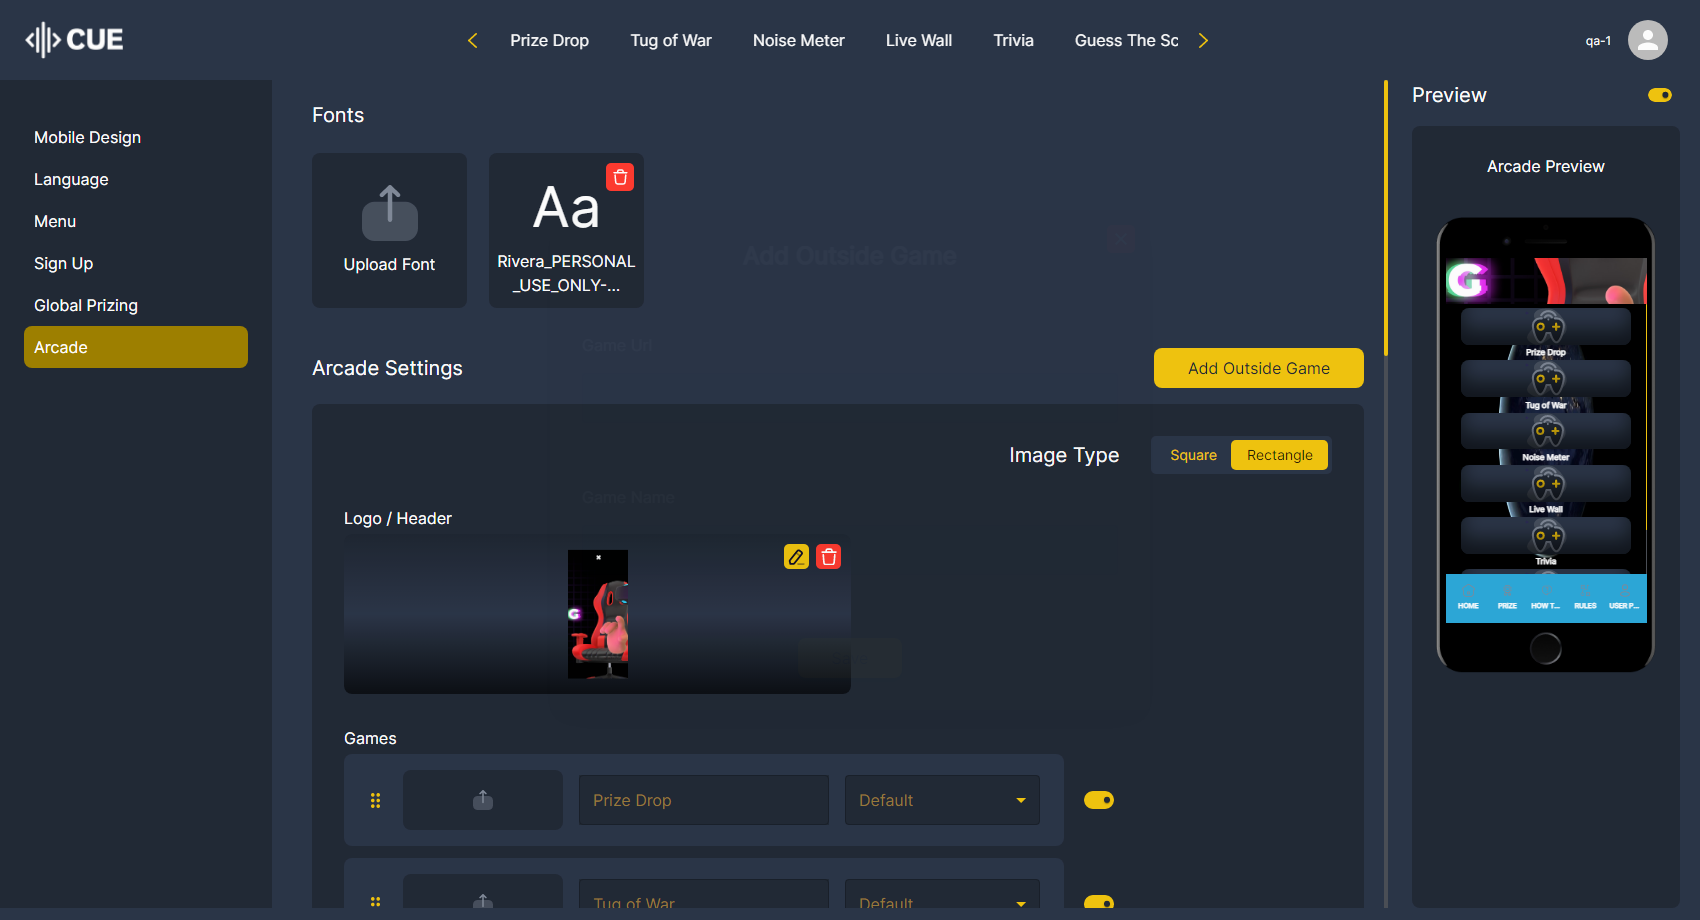 CUE
Prize Drop
Tug of War
Noise Meter
Live Wall
Trivia
Guess The Sc
qa-1
Mobile Design
Language
Menu
Sign Up
Global Prizing
Arcade
Fonts
Upload Font
Aa
Rivera_PERSONAL
_USE_ONLY-...
Add Outside Game
Game Url
Arcade Settings
Add Outside Game
Image Type
Square
Rectangle
Game Name
Logo / Header
G
Games
Prize Drop
Default
Tug of War
Default
Preview
Arcade Preview
G
Prize Drop
Tug of War
Noise Meter
Live Wall
Trivia
HOME
PRIZE
HOW T...
RULES
USER P...